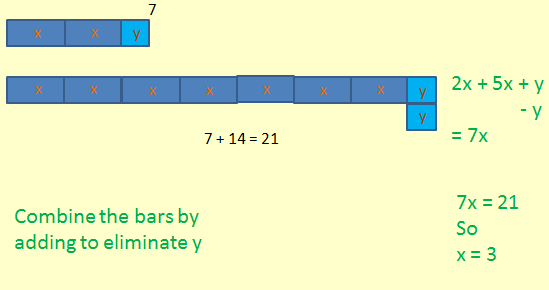 7
x x y
x x x x x x x y
y
7 + 14 = 21
2x + 5x + y
- y
= 7x
Combine the bars by
adding to eliminate y
7x = 21
So
x = 3